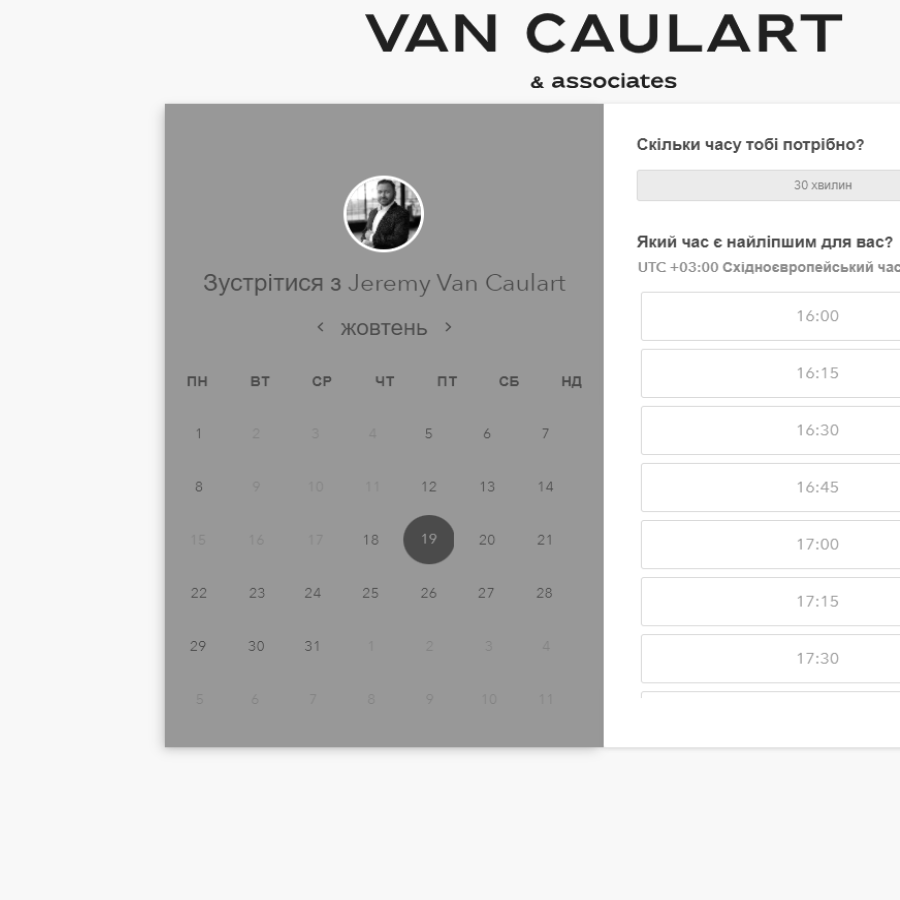 VAN CAULART
& associates
Зустрітися з Jeremy Van Caulart
жовтень
ПН ВТ СР ЧТ ПТ СБ НД
1 2 3 4 5 6 7
8 9 10 11 12 13 14
15 16 17 18 19 20 21
22 23 24 25 26 27 28
29 30 31 1 2 3 4
5 6 7 8 9 10 11
Скільки часу тобі потрібно?
30 хвилин
Який час є найліпшим для вас?
UTC +03:00 Східноєвропейський час
16:00
16:15
16:30
16:45
17:00
17:15
17:30